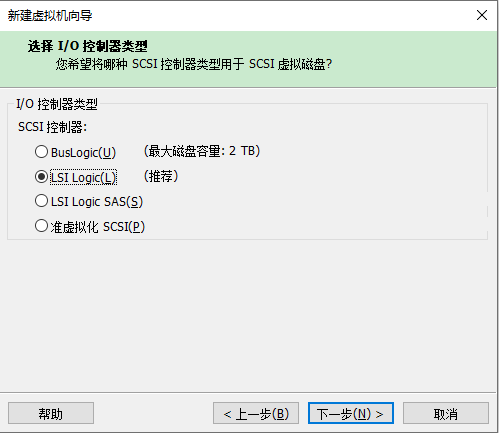 新建虚拟机向导
选择 I/O 控制器类型
您希望将哪种 SCSI 控制器类型用于 SCSI 虚拟磁盘?
I/O 控制器类型
SCSI 控制器:
BusLogic(U) (最大磁盘容量: 2 TB)
LSI Logic(L) (推荐)
LSI Logic SAS(S)
准虚拟化 SCSI(P)
帮助 < 上一步(B) 下一步(N) > 取消